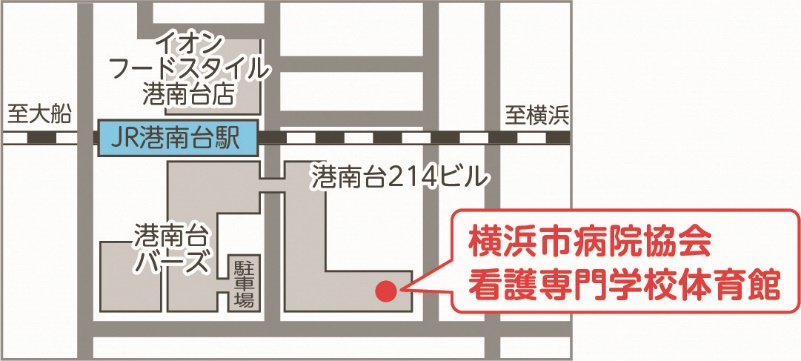 イオン
フードスタイル
港南台店
至大船
至横浜
JR港南台駅
港南台214ビル
港南台
バーズ
駐車場
横浜市病院協会
看護専門学校体育館